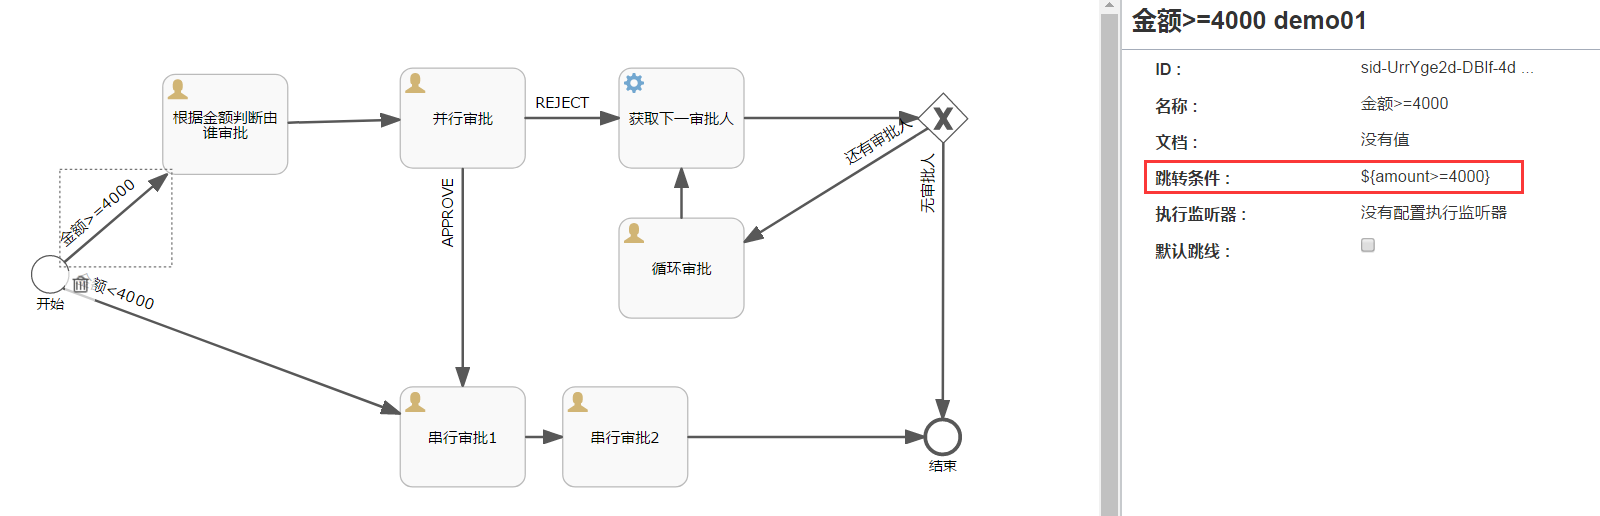 金额>=4000 demo01
ID：
sid-UrrYge2d-DBIf-4d ...
名称：
金额>=4000
文档：
没有值
跳转条件：
${amount>=4000}
执行监听器：
没有配置执行监听器
默认跳线：
根据金额判断由
谁审批
并行审批
REJECT
获取下一审批人
还有审批人
无审批人
金额>=4000
APPROVE
循环审批
开始
额<4000
串行审批1
串行审批2
结束